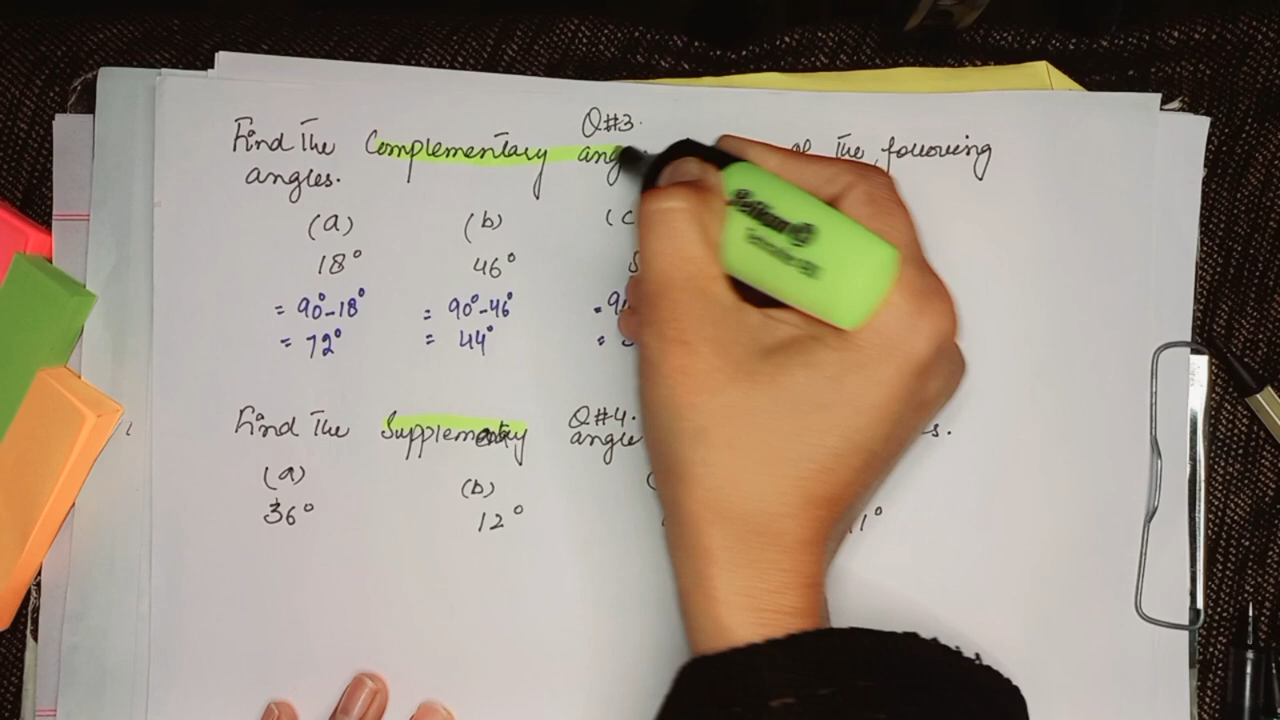 Q#3.
Find The Complementary of The following
angles.
(a) (b) (c
18° 46°
= 90°-18° = 90°-46°
= 72° = 44°
Q#4.
Find The Supplementary angle s.
(a) (b)
36° 12° 1°